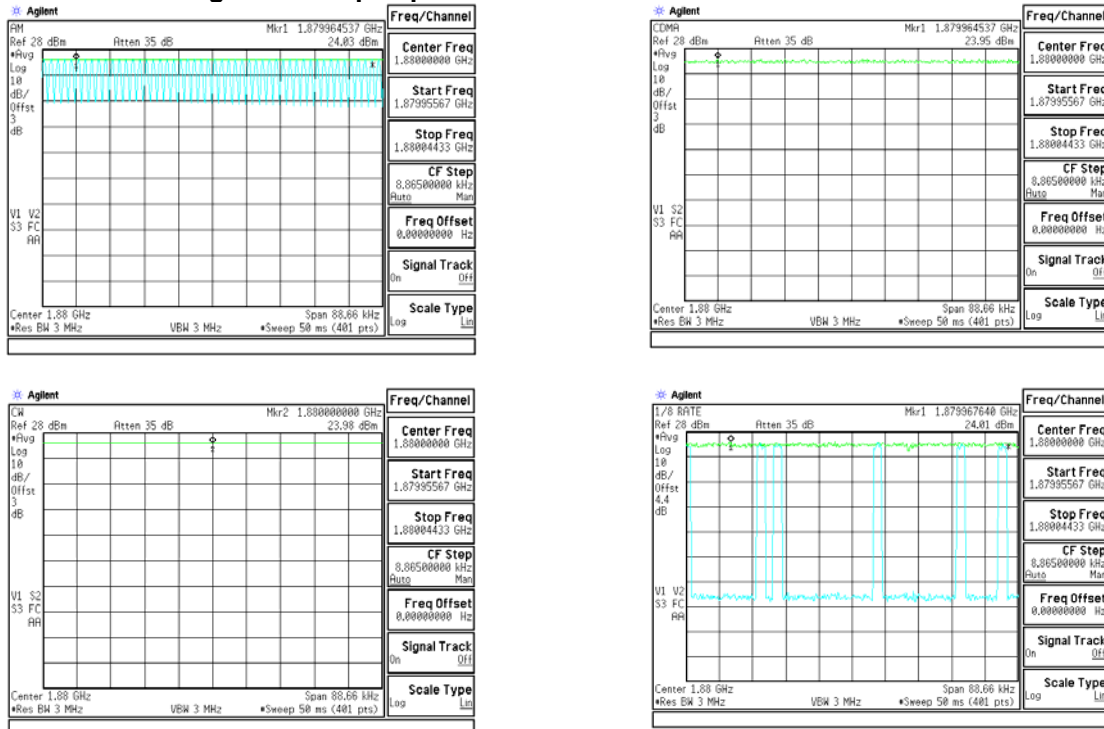 Agilent
AM
Mkr1 1.879964537 GHz
Ref 28 dBm
Atten 35 dB
24.03 dBm
*Avg
Log
10
dB/
Offst
3
dB
V1 V2
S3 FC
AA
Center 1.88 GHz
Span 88.66 kHz
*Res BW 3 MHz
VBW 3 MHz
*Sweep 50 ms (401 pts)
Freq/Channel
Center Freq
1.88000000 GHz
Start Freq
1.87995567 GHz
Stop Freq
1.88004433 GHz
CF Step
8.86500000 kHz
Auto Man
Freq Offset
0.00000000 Hz
Signal Track
On Off
Scale Type
Log Lin
Agilent
CDMA
Mkr1 1.879964537 GHz
Ref 28 dBm
Atten 35 dB
23.95 dBm
*Avg
Log
10
dB/
Offst
3
dB
V1 S2
S3 FC
AA
Center 1.88 GHz
Span 88.66 kHz
*Res BW 3 MHz
VBW 3 MHz
*Sweep 50 ms (401 pts)
Freq/Channel
Center Freq
1.88000000 GHz
Start Freq
1.87995567 GHz
Stop Freq
1.88004433 GHz
CF Step
8.86500000 kHz
Auto Man
Freq Offset
0.00000000 Hz
Signal Track
On Off
Scale Type
Log Lin
Agilent
CW
Mkr2 1.880000000 GHz
Ref 28 dBm
Atten 35 dB
23.98 dBm
*Avg
Log
10
dB/
Offst
3
dB
V1 S2
S3 FC
AA
Center 1.88 GHz
Span 88.66 kHz
*Res BW 3 MHz
VBW 3 MHz
*Sweep 50 ms (401 pts)
Freq/Channel
Center Freq
1.88000000 GHz
Start Freq
1.87995567 GHz
Stop Freq
1.88004433 GHz
CF Step
8.86500000 kHz
Auto Man
Freq Offset
0.00000000 Hz
Signal Track
On Off
Scale Type
Log Lin
Agilent
1/8 RATE
Mkr1 1.879967640 GHz
Ref 28 dBm
Atten 35 dB
24.01 dBm
*Avg
Log
10
dB/
Offst
4.4
dB
V1 V2
S3 FC
AA
Center 1.88 GHz
Span 88.66 kHz
*Res BW 3 MHz
VBW 3 MHz
*Sweep 50 ms (401 pts)
Freq/Channel
Center Freq
1.88000000 GHz
Start Freq
1.87995567 GHz
Stop Freq
1.88004433 GHz
CF Step
8.86500000 kHz
Auto Man
Freq Offset
0.00000000 Hz
Signal Track
On Off
Scale Type
Log Lin